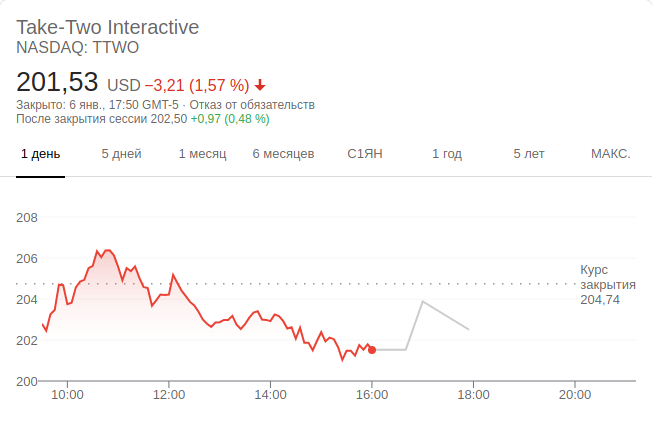 Take-Two Interactive
NASDAQ: TTWO
201,53 USD −3,21 (1,57 %)
Закрыто: 6 янв., 17:50 GMT-5 · Отказ от обязательств
После закрытия сессии 202,50 +0,97 (0,48 %)
1 день 5 дней 1 месяц 6 месяцев С1ЯН 1 год 5 лет МАКС.
208
206
Курс
закрытия
204,74
204
202
200
10:00 12:00 14:00 16:00 18:00 20:00